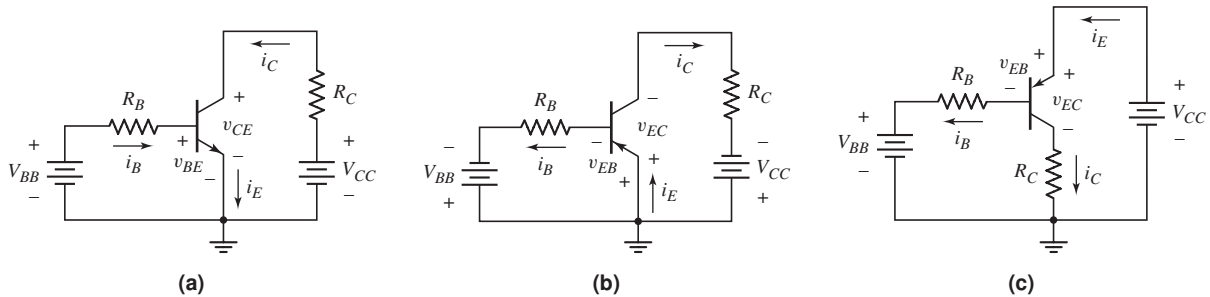 i_C
R_C
R_B
+
v_CE
+
+
+
V_BB
i_B
v_BE
−
V_CC
−
−
i_E
−
(a)
i_C
R_C
R_B
−
v_EC
−
−
−
V_BB
i_B
v_EB
+
V_CC
+
+
i_E
+
(b)
i_E
v_EB
+
R_B
+
−
v_EC
+
V_CC
+
i_B
−
−
V_BB
R_C
i_C
−
(c)